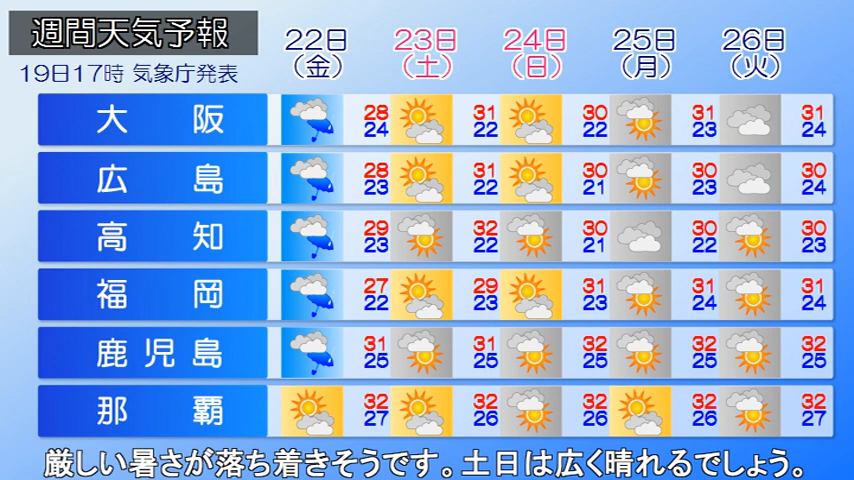 週間天気予報
19日17時 気象庁発表
22日 23日 24日 25日 26日
(金) (土) (日) (月) (火)
大阪 28 24 31 22 30 22 31 23 31 24
広島 28 23 31 22 30 21 30 23 30 24
高知 29 23 32 22 30 21 30 22 30 23
福岡 27 22 29 23 31 23 31 24 31 24
鹿児島 31 25 31 25 32 25 32 25 32 25
那覇 32 27 32 26 32 26 32 26 32 27
厳しい暑さが落ち着きそうです。土日は広く晴れるでしょう。